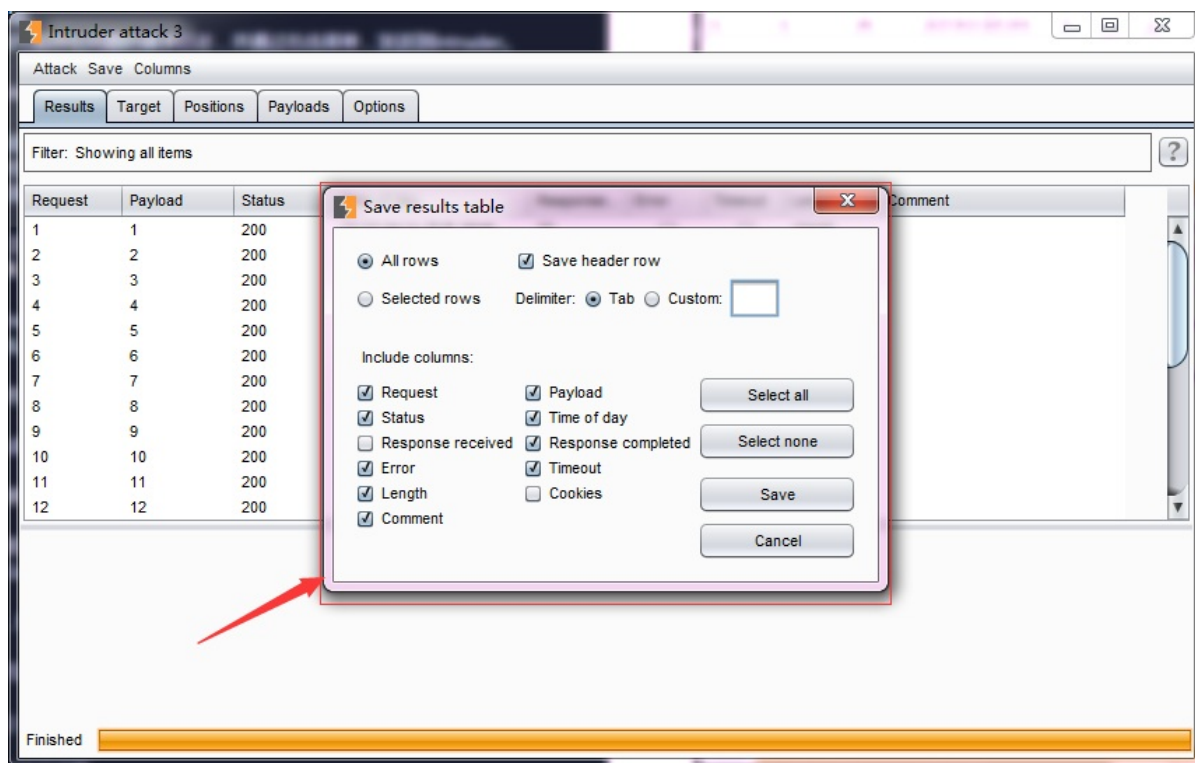 Intruder attack 3
Attack Save Columns
Results Target Positions Payloads Options
Filter: Showing all items
?
Request Payload Status Comment
1 1 200
2 2 200
3 3 200
4 4 200
5 5 200
6 6 200
7 7 200
8 8 200
9 9 200
10 10 200
11 11 200
12 12 200
Save results table
All rows Save header row
Selected rows Delimiter: Tab Custom:
Include columns:
Request Payload Select all
Status Time of day
Response received Response completed Select none
Error Timeout
Length Cookies Save
Comment
Cancel
Finished